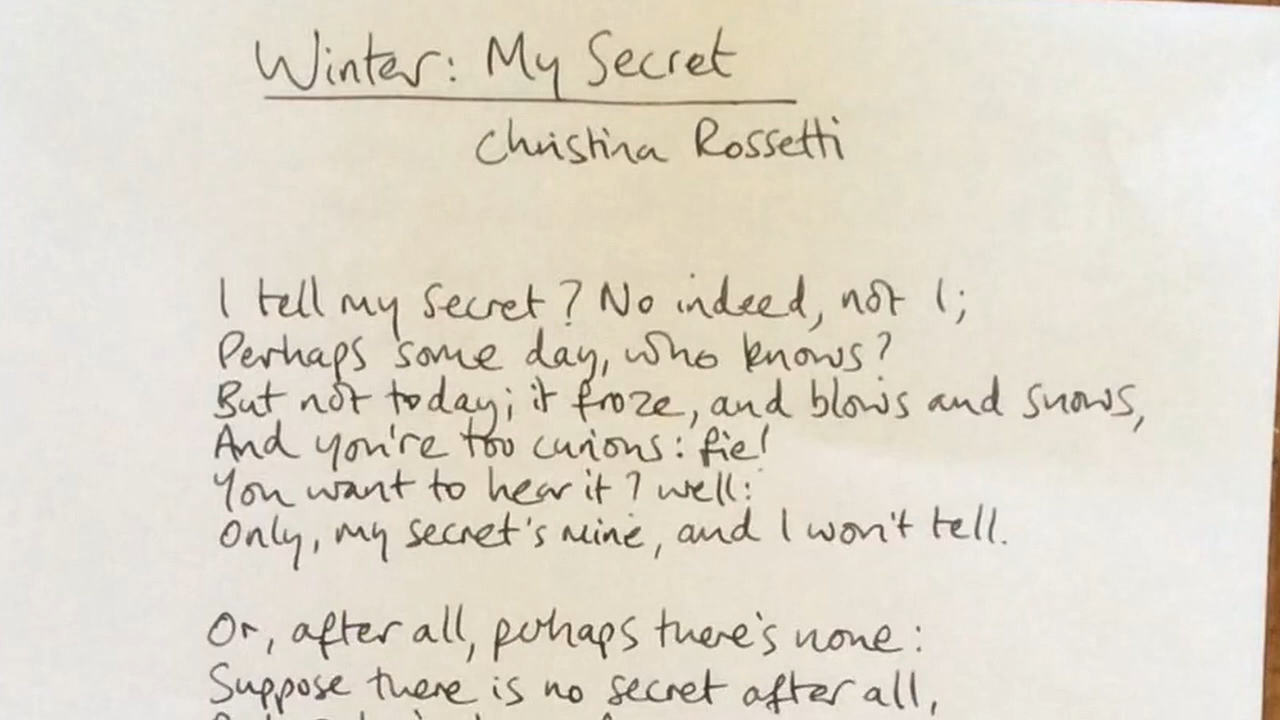 Winter: My Secret
Christina Rossetti
I tell my secret? No indeed, not I;
Perhaps some day, who knows?
But not today; it froze, and blows and snows,
And you're too curious: fie!
You want to hear it? well:
Only, my secret's mine, and I won't tell.
Or, after all, perhaps there's none:
Suppose there is no secret after all,